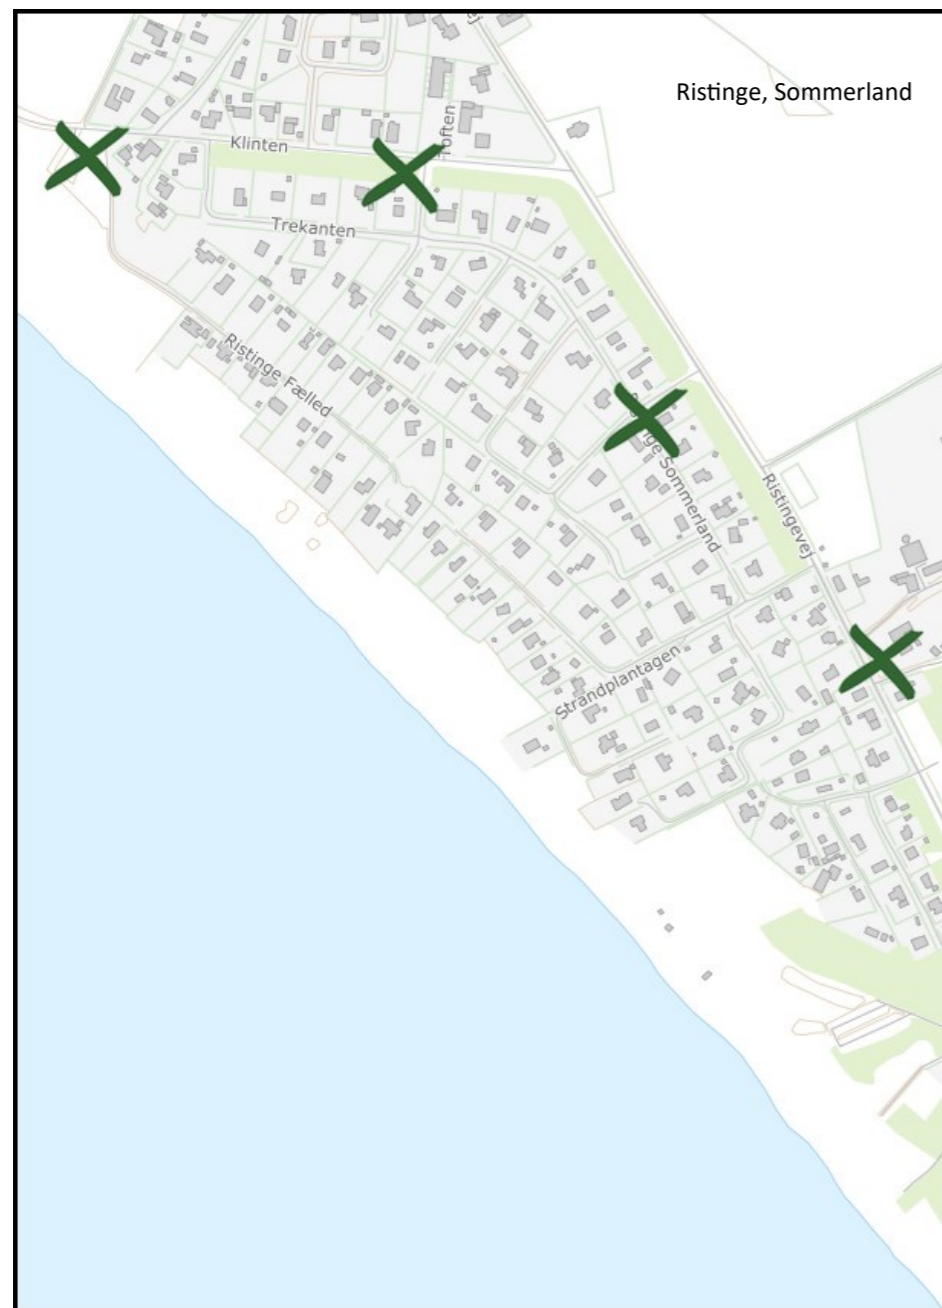 Ristinge, Sommerland
Klinten
Toften
Trekanten
Ristinge Fælled
Sommerland
Ristingevej
Strandplantagen